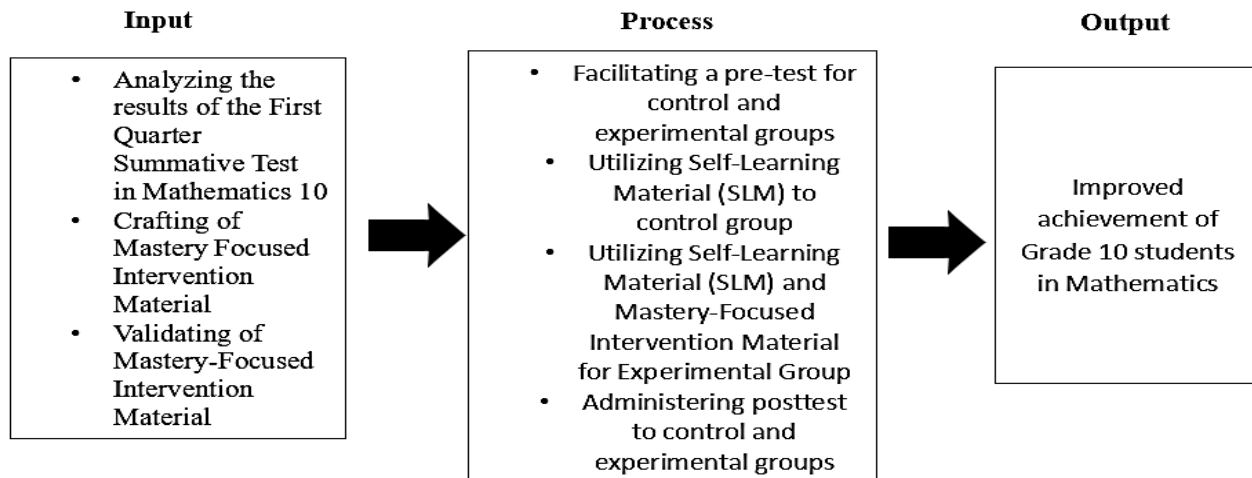 Input
• Analyzing the
results of the First
Quarter
Summative Test
in Mathematics 10
• Crafting of
Mastery Focused
Intervention
Material
• Validating of
Mastery-Focused
Intervention
Material
Process
• Facilitating a pre-test for
control and
experimental groups
• Utilizing Self-Learning
Material (SLM) to
control group
• Utilizing Self-Learning
Material (SLM) and
Mastery-Focused
Intervention Material
for Experimental Group
• Administering posttest
to control and
experimental groups
Output
Improved
achievement of
Grade 10 students
in Mathematics